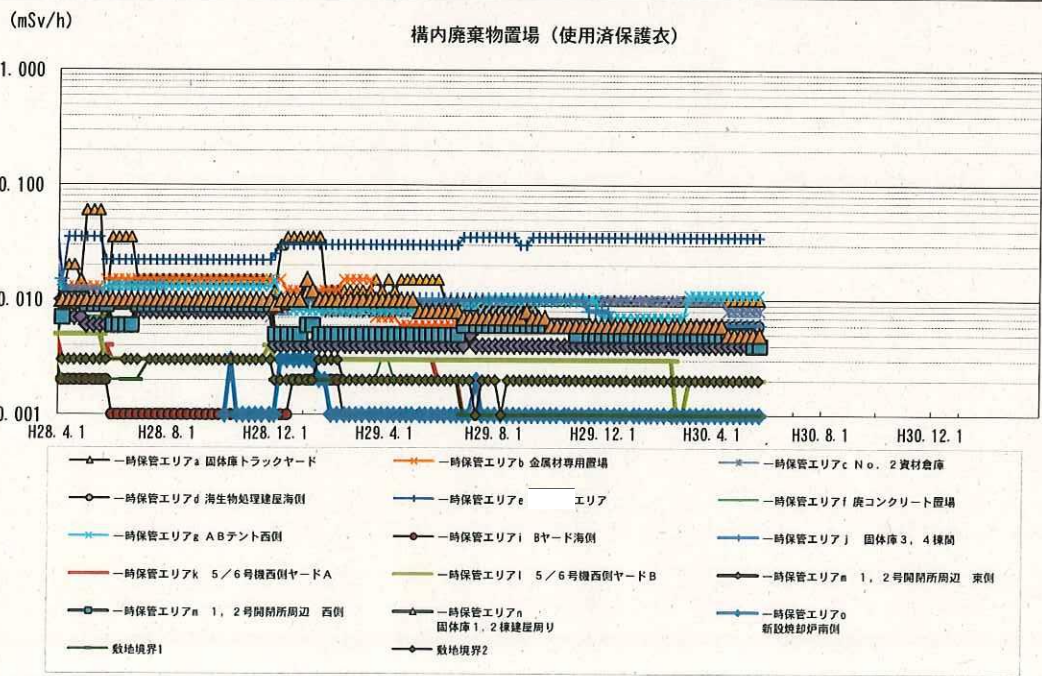 (mSv/h)
構内廃棄物置場（使用済保護衣）
1.000
0.100
0.010
0.001
H28.4.1 H28.8.1 H28.12.1 H29.4.1 H29.8.1 H29.12.1 H30.4.1 H30.8.1 H30.12.1
一時保管エリアa 固体庫トラックヤード
一時保管エリアb 金属材専用置場
一時保管エリアc No．2資材倉庫
一時保管エリアd 海生物処理建屋海側
一時保管エリアe エリア
一時保管エリアf 廃コンクリート置場
一時保管エリアg ABテント西側
一時保管エリアi Bヤード海側
一時保管エリアj 固体庫3，4棟間
一時保管エリアk 5／6号機西側ヤードA
一時保管エリアl 5／6号機西側ヤードB
一時保管エリアm 1，2号開閉所周辺 東側
一時保管エリアm 1，2号開閉所周辺 西側
一時保管エリアn
固体庫1，2棟建屋周り
一時保管エリアo
新設焼却炉南側
敷地境界1
敷地境界2